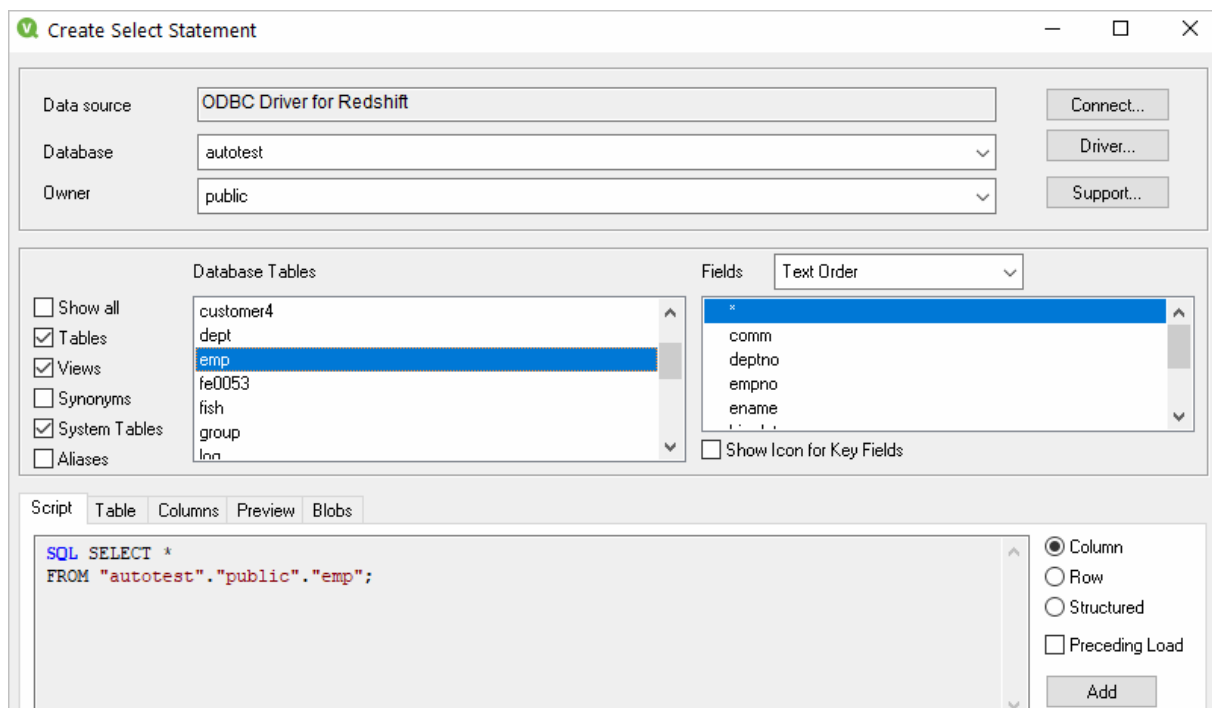 Create Select Statement
Data source
ODBC Driver for Redshift
Connect...
Database
autotest
Driver...
Owner
public
Support...
Database Tables
Fields
Text Order
Show all
Tables
Views
Synonyms
System Tables
Aliases
customer4
dept
emp
fe0053
fish
group
log
*
comm
deptno
empno
ename
Show Icon for Key Fields
Script
Table
Columns
Preview
Blobs
SQL SELECT *
FROM "autotest"."public"."emp";
Column
Row
Structured
Preceding Load
Add